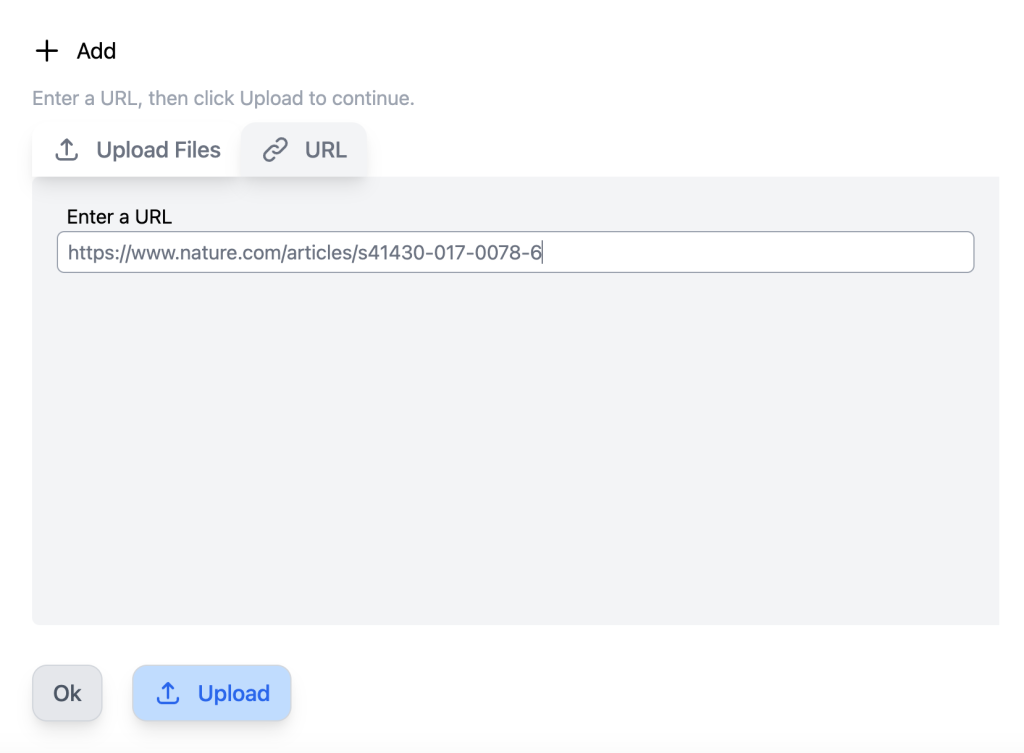 Add
Enter a URL, then click Upload to continue.
Upload Files
URL
Enter a URL
https://www.nature.com/articles/s41430-017-0078-6
Ok
Upload